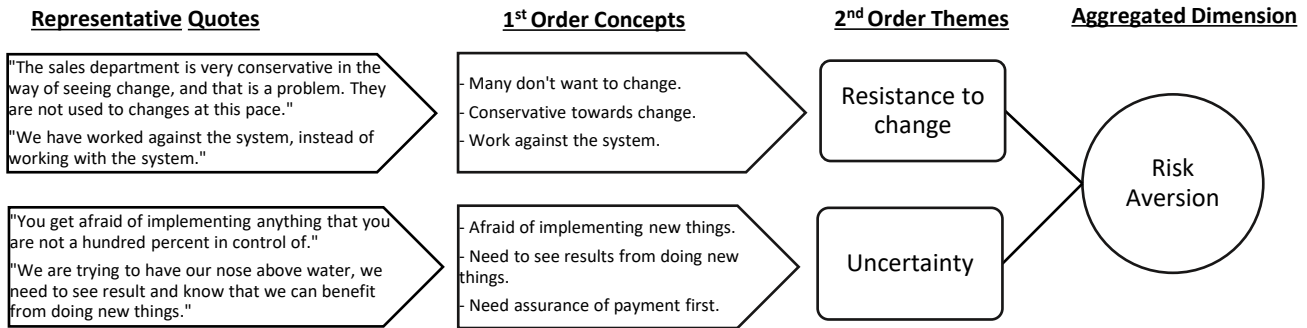 Representative Quotes
1st Order Concepts
2nd Order Themes
Aggregated Dimension
"The sales department is very conservative in the
way of seeing change, and that is a problem. They
are not used to changes at this pace."
"We have worked against the system, instead of
working with the system."
- Many don't want to change.
- Conservative towards change.
- Work against the system.
Resistance to
change
"You get afraid of implementing anything that you
are not a hundred percent in control of."
"We are trying to have our nose above water, we
need to see result and know that we can benefit
from doing new things."
- Afraid of implementing new things.
- Need to see results from doing new
things.
- Need assurance of payment first.
Uncertainty
Risk
Aversion